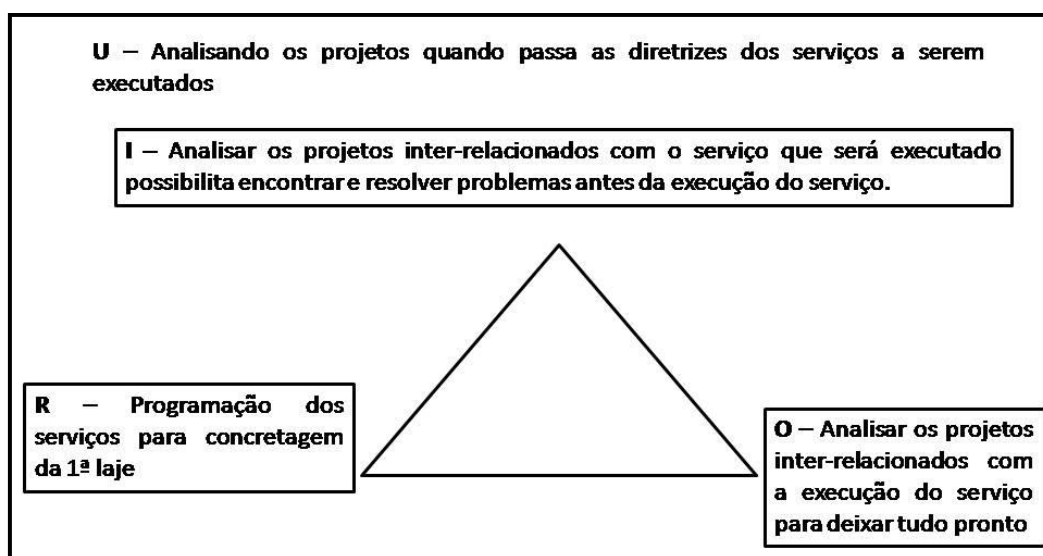 U – Analisando os projetos quando passa as diretrizes dos serviços a serem
executados
I – Analisar os projetos inter-relacionados com o serviço que será executado
possibilita encontrar e resolver problemas antes da execução do serviço.
R – Programação dos
serviços para concretagem
da 1ª laje
O – Analisar os projetos
inter-relacionados com
a execução do serviço
para deixar tudo pronto